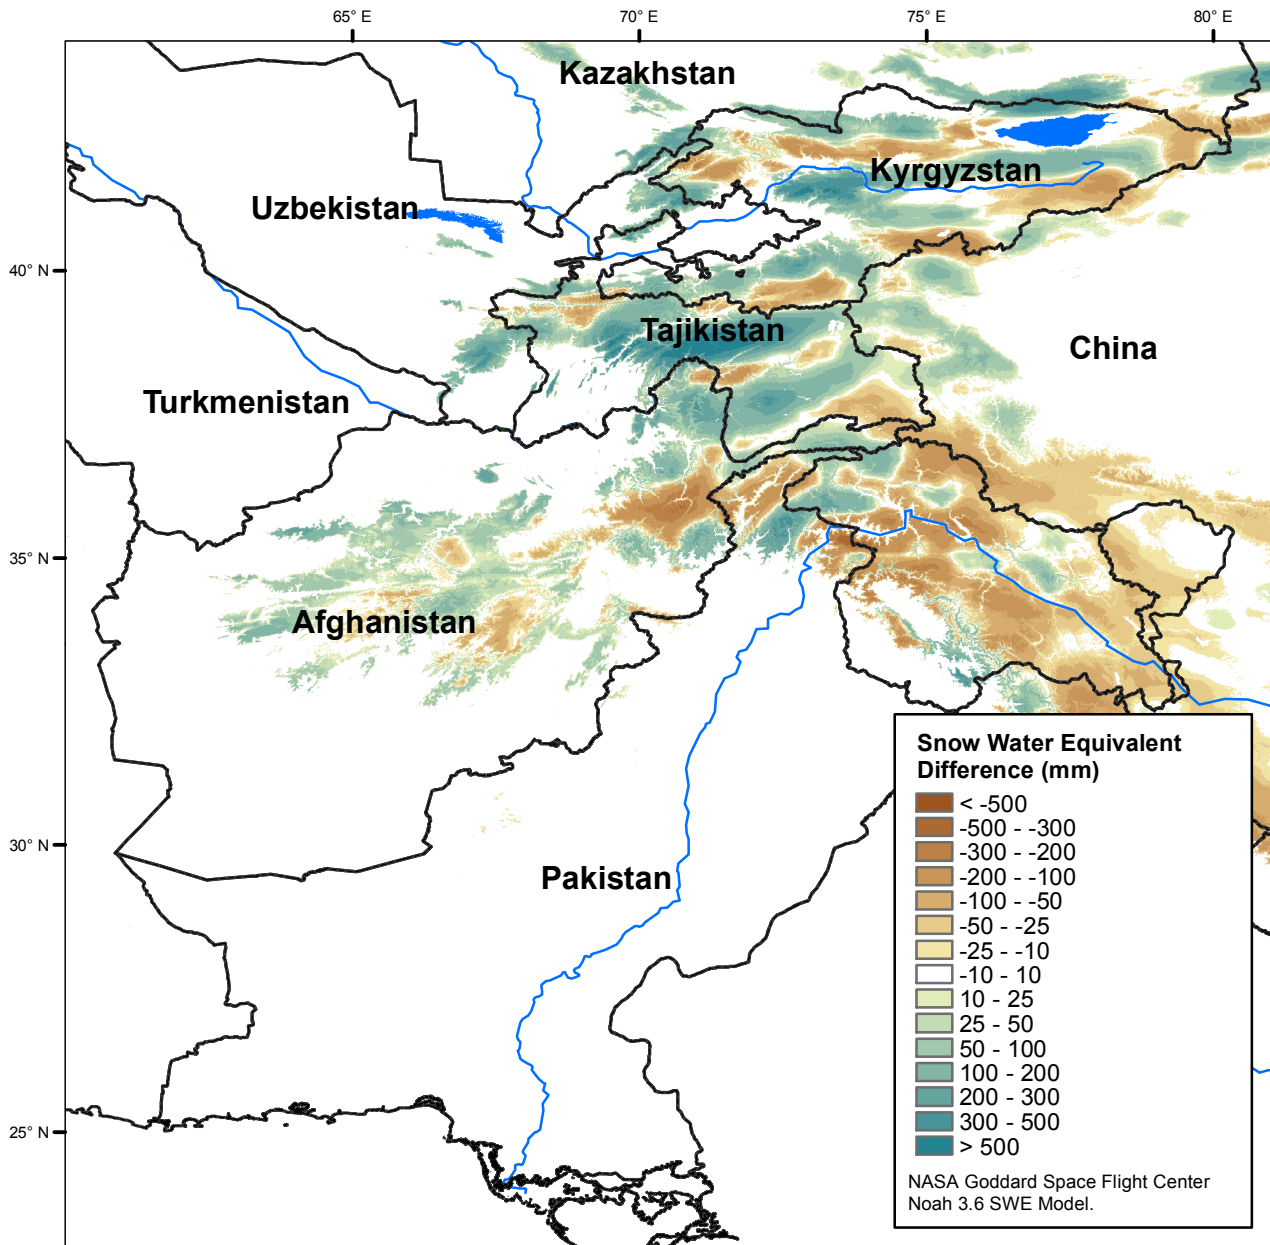 65° E
70° E
75° E
80° E
Kazakhstan
Kyrgyzstan
Uzbekistan
40° N
Tajikistan
China
Turkmenistan
35° N
Afghanistan
30° N
Pakistan
25° N
Snow Water Equivalent
Difference (mm)
< -500
-500 - -300
-300 - -200
-200 - -100
-100 - -50
-50 - -25
-25 - -10
-10 - 10
10 - 25
25 - 50
50 - 100
100 - 200
200 - 300
300 - 500
> 500
NASA Goddard Space Flight Center
Noah 3.6 SWE Model.